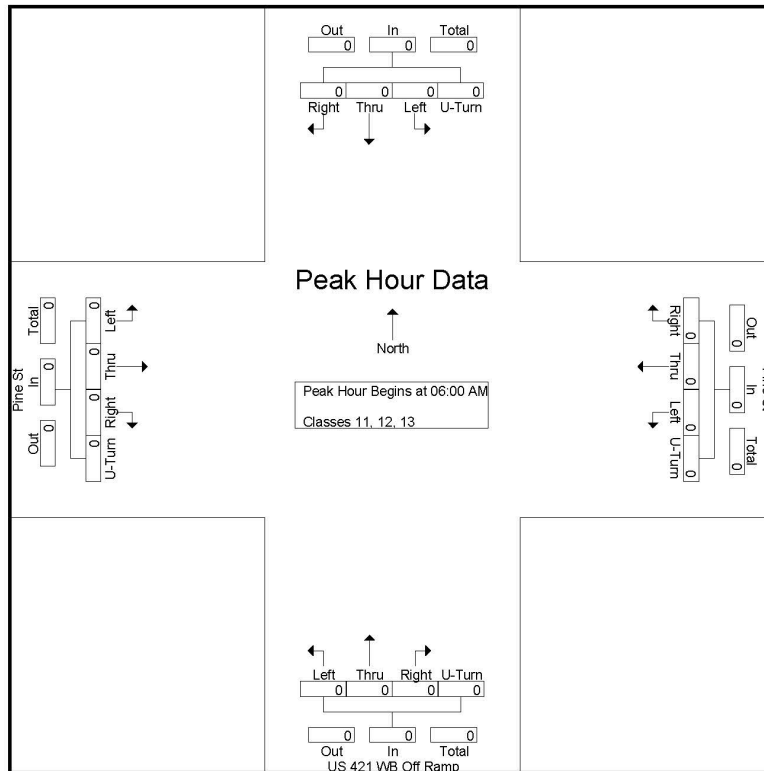 Out In Total
0 0 0
0 0 0 0
Right Thru Left U-Turn
Peak Hour Data
North
Peak Hour Begins at 06:00 AM
Classes 11, 12, 13
Pine St
Total In Out
0 0 0
0 0 0 0
Left Thru Right U-Turn
Right Thru Left U-Turn
0 0 0 0
0 0 0
Out In Total
Left Thru Right U-Turn
0 0 0 0
0 0 0
Out In Total
US 421 WB Off Ramp